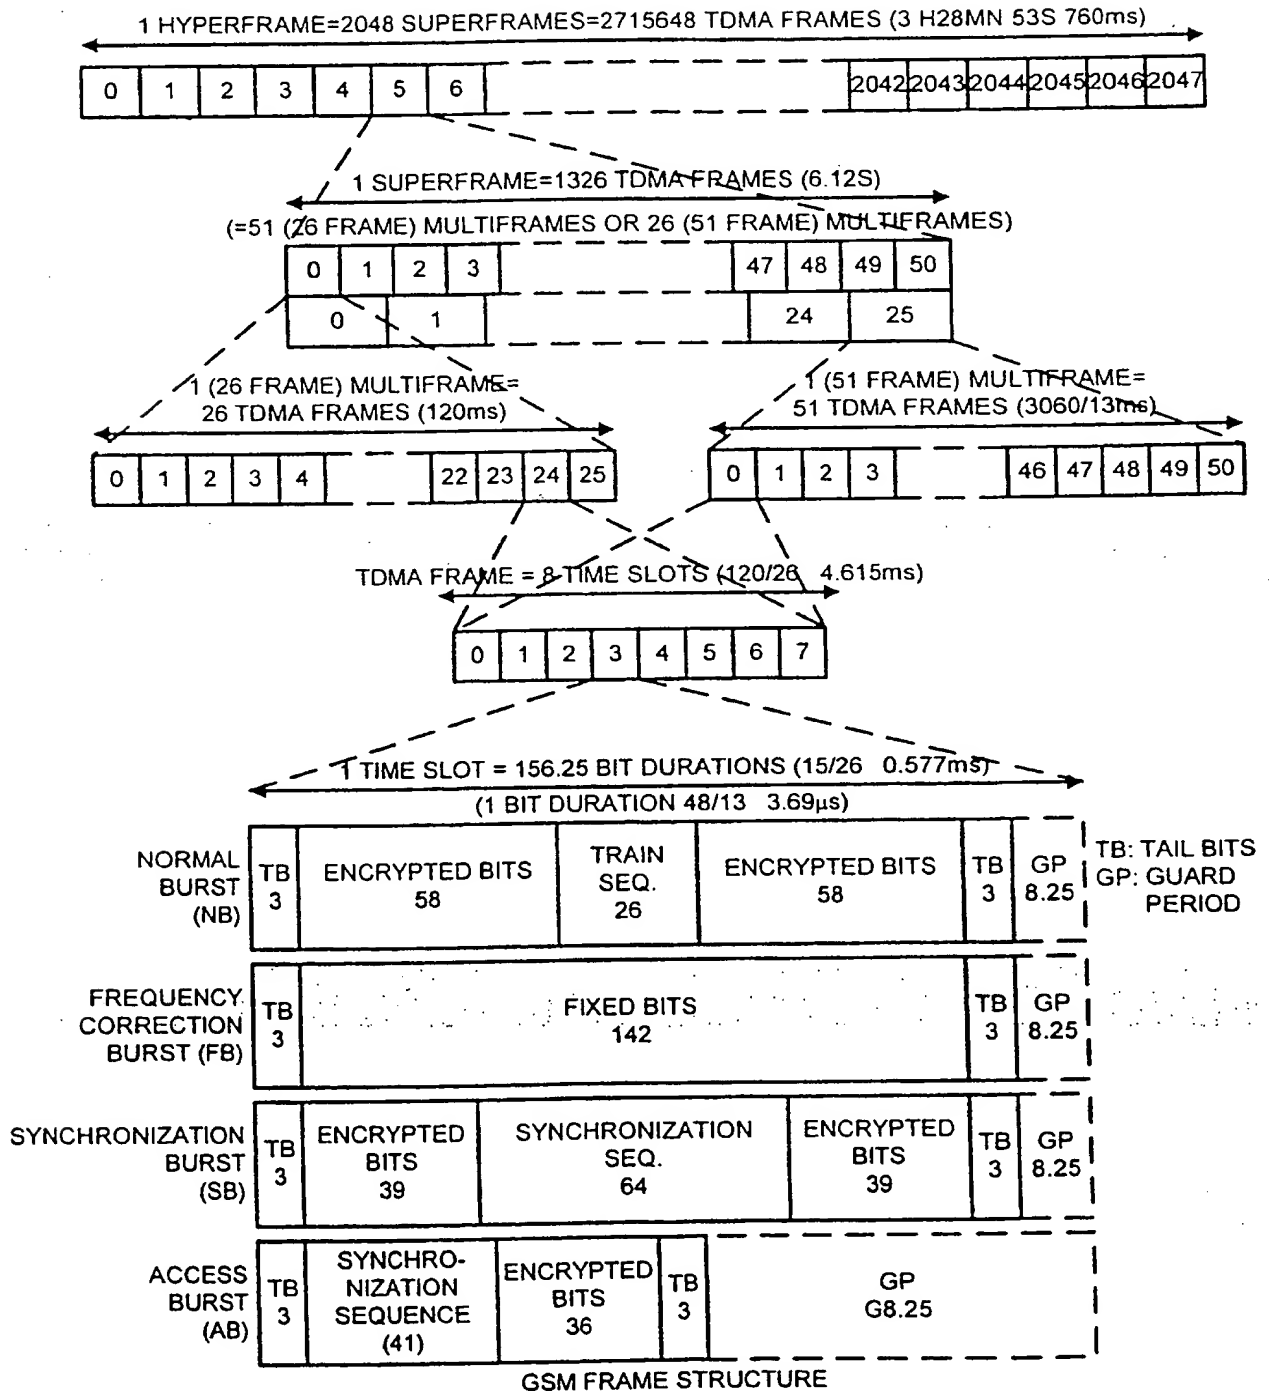 1 HYPERFRAME=2048 SUPERFRAMES=2715648 TDMA FRAMES (3 H28MN 53S 760ms)
0 1 2 3 4 5 6 2042 2043 2044 2045 2046 2047
1 SUPERFRAME=1326 TDMA FRAMES (6.12S)
(=51 (26 FRAME) MULTIFRAMES OR 26 (51 FRAME) MULTIFRAMES)
0 1 2 3 47 48 49 50
0 1 24 25
1 (26 FRAME) MULTIFRAME=
26 TDMA FRAMES (120ms)
1 (51 FRAME) MULTIFRAME=
51 TDMA FRAMES (3060/13ms)
0 1 2 3 4 22 23 24 25
0 1 2 3 46 47 48 49 50
TDMA FRAME = 8 TIME SLOTS (120/26 4.615ms)
0 1 2 3 4 5 6 7
1 TIME SLOT = 156.25 BIT DURATIONS (15/26 0.577ms)
(1 BIT DURATION 48/13 3.69µs)
NORMAL
BURST
(NB)
TB
3
ENCRYPTED BITS
58
TRAIN
SEQ.
26
ENCRYPTED BITS
58
TB
3
GP
8.25
TB: TAIL BITS
GP: GUARD
PERIOD
FREQUENCY
CORRECTION
BURST (FB)
TB
3
FIXED BITS
142
TB
3
GP
8.25
SYNCHRONIZATION
BURST
(SB)
TB
3
ENCRYPTED
BITS
39
SYNCHRONIZATION
SEQ.
64
ENCRYPTED
BITS
39
TB
3
GP
8.25
ACCESS
BURST
(AB)
TB
3
SYNCHRO-
NIZATION
SEQUENCE
(41)
ENCRYPTED
BITS
36
TB
3
GP
G8.25
GSM FRAME STRUCTURE